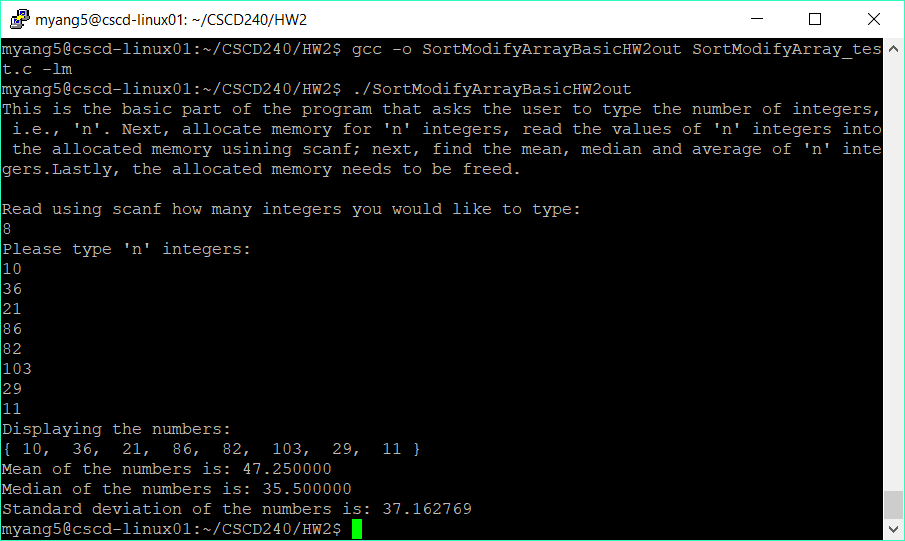 myang5@cscd-linux01: ~/CSCD240/HW2
myang5@cscd-linux01:~/CSCD240/HW2$ gcc -o SortModifyArrayBasicHW2out SortModifyArray_tes
t.c -lm
myang5@cscd-linux01:~/CSCD240/HW2$ ./SortModifyArrayBasicHW2out
This is the basic part of the program that asks the user to type the number of integers,
 i.e., 'n'. Next, allocate memory for 'n' integers, read the values of 'n' integers into
 the allocated memory usining scanf; next, find the mean, median and average of 'n' inte
gers.Lastly, the allocated memory needs to be freed.

Read using scanf how many integers you would like to type:
8
Please type 'n' integers:
10
36
21
86
82
103
29
11
Displaying the numbers:
{ 10,  36,  21,  86,  82,  103,  29,  11 }
Mean of the numbers is: 47.250000
Median of the numbers is: 35.500000
Standard deviation of the numbers is: 37.162769
myang5@cscd-linux01:~/CSCD240/HW2$